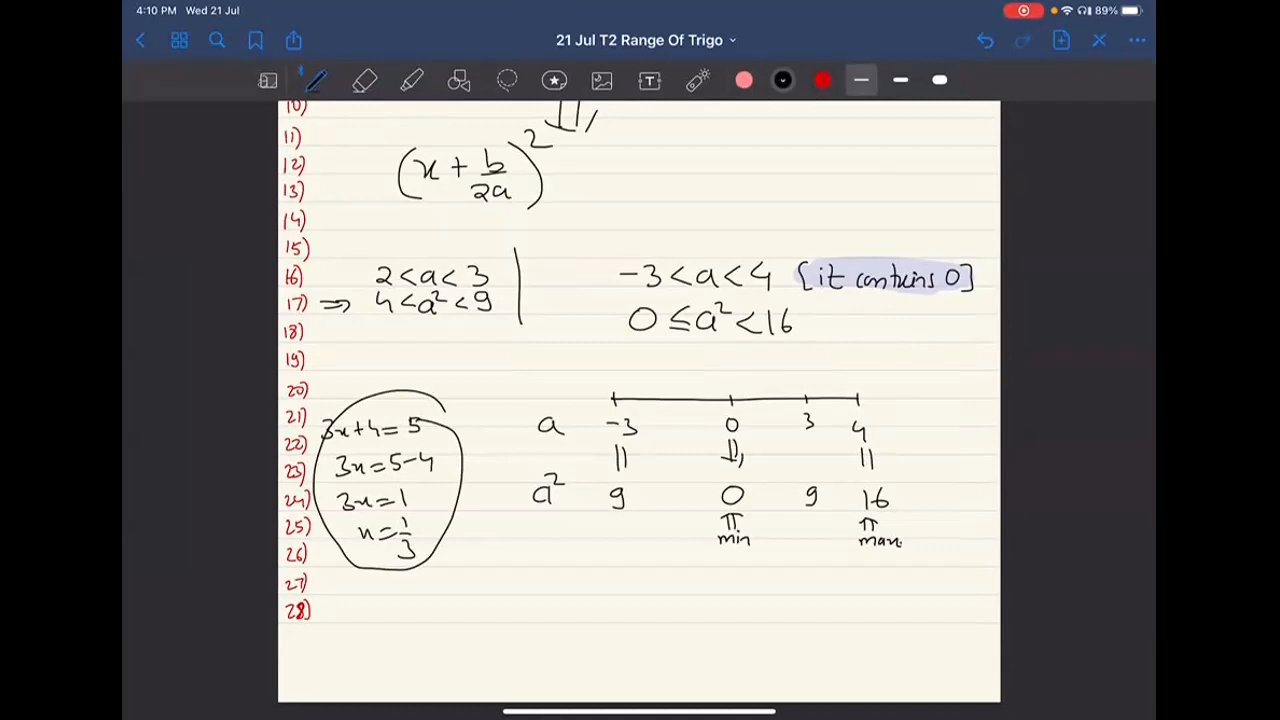 4:10 PM Wed 21 Jul
89%
21 Jul T2 Range Of Trigo
10)
11)
12) (x + b/2a)²
13)
14)
15)
16) 2<a<3 -3<a<4 [it contains 0]
17) ⇒ 4<a²<9 0≤a²<16
18)
19)
20)
21) 3x+4=5 a -3 0 3 4
22)
23) 3x=5-4
24) 3x=1 a² 9 0 9 16
25) x=1/3 min max.
26)
27)
28)